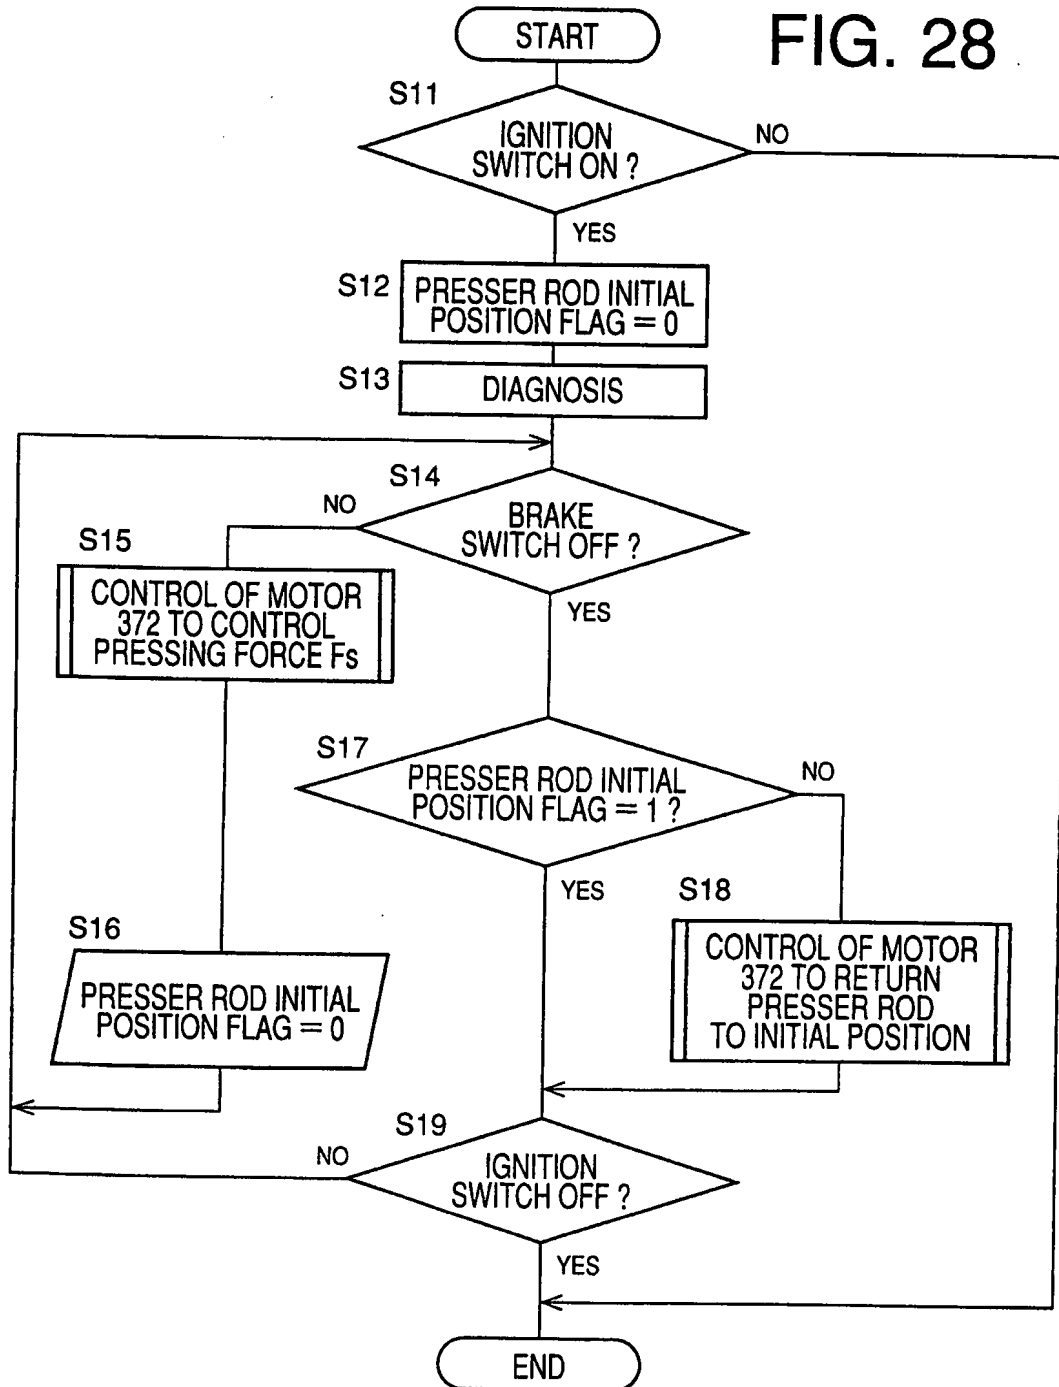 FIG. 28
START
S11
IGNITION
SWITCH ON ?
NO
YES
S12
PRESSER ROD INITIAL
POSITION FLAG = 0
S13
DIAGNOSIS
S14
BRAKE
SWITCH OFF ?
NO
YES
S15
CONTROL OF MOTOR
372 TO CONTROL
PRESSING FORCE Fs
S17
PRESSER ROD INITIAL
POSITION FLAG = 1 ?
NO
YES
S18
CONTROL OF MOTOR
372 TO RETURN
PRESSER ROD
TO INITIAL POSITION
S16
PRESSER ROD INITIAL
POSITION FLAG = 0
S19
IGNITION
SWITCH OFF ?
NO
YES
END